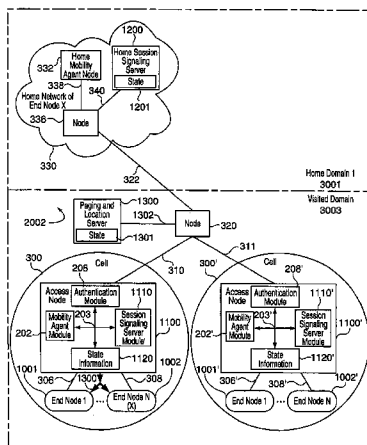 1200
332
Home
Mobility
Agent Node
Home Session
Signaling
Server
State
338
340
1201
Home Network of
End Node X
336
Node
330
322
Home Domain 1
3001
Visited Domain
3003
1300
Paging and
Location
Server
State
1301
2002
1302
Node
320
300
Cell
310
311
300'
Cell
206
1110
Access
Node
Authentication
Module
203
Mobility
Agent
Module
202
Session
Signaling
Server
Module
1100
State
Information
1120
1001
306
1300'
308
1002
End Node 1
...
End Node N
(X)
208'
1110'
Access
Node
Authentication
Module
203'
Mobility
Agent
Module
202'
Session
Signaling
Server
Module
1100'
State
Information
1120'
1001'
306'
308'
1002'
End Node 1
...
End Node N